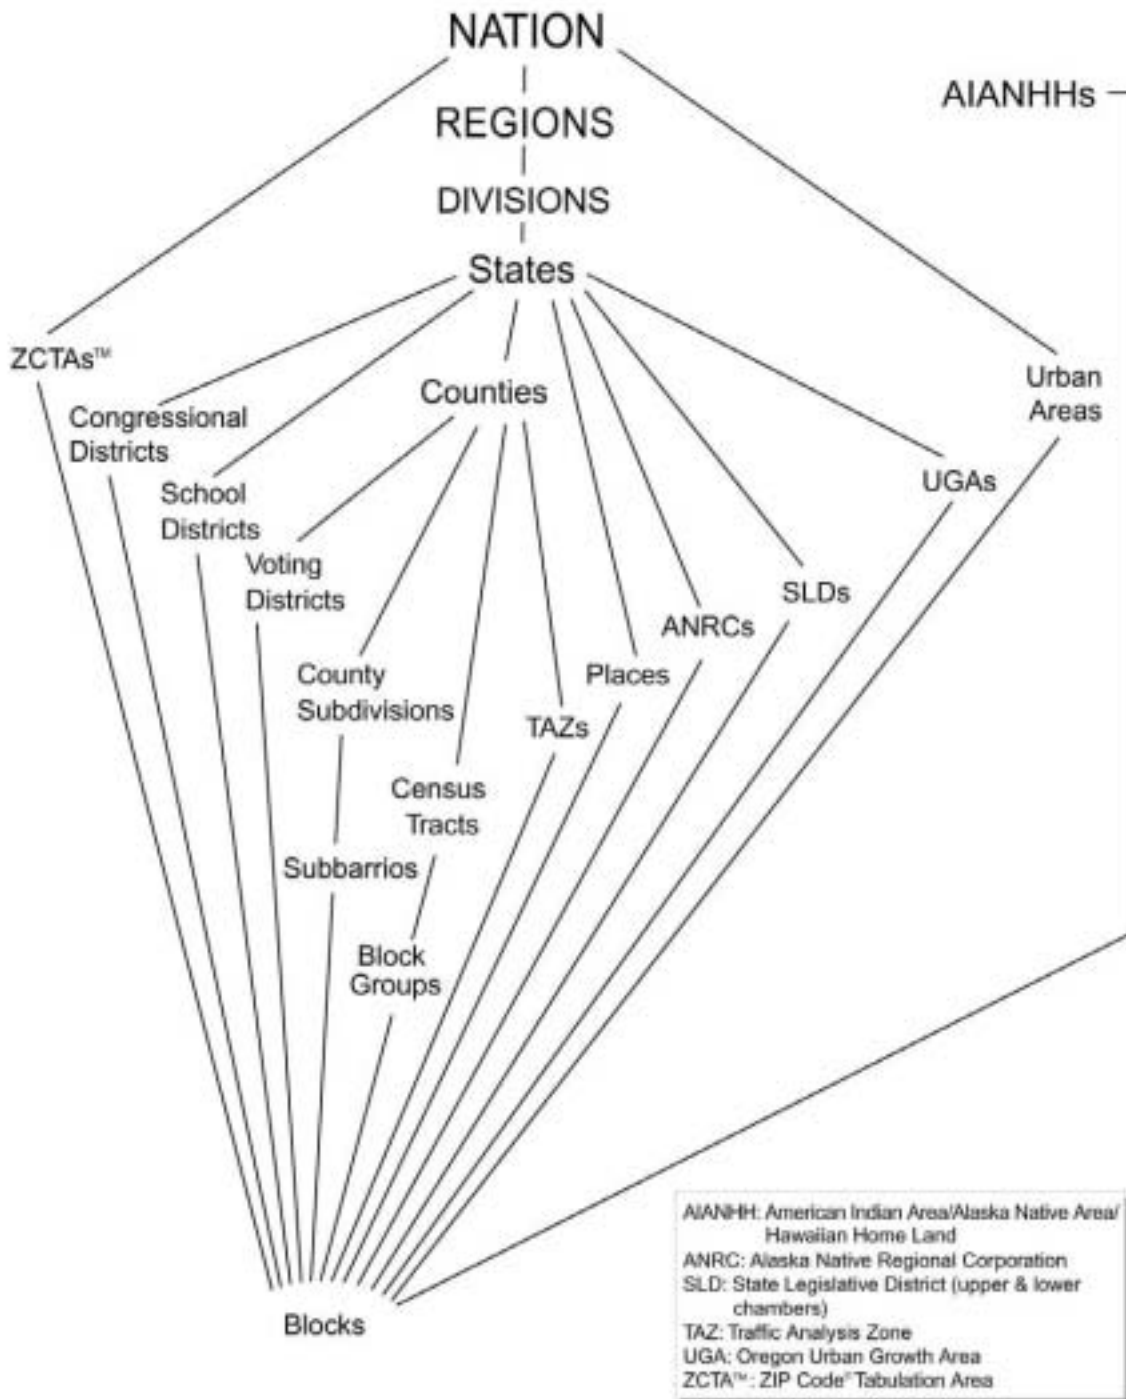 NATION
AIANHHs
REGIONS
DIVISIONS
States
ZCTAs™
Counties
Urban
Areas
Congressional
Districts
School
Districts
UGAs
Voting
Districts
SLDs
ANRCs
County
Subdivisions
Places
TAZs
Census
Tracts
Subbarrios
Block
Groups
Blocks
AIANHH: American Indian Area/Alaska Native Area/
Hawaiian Home Land
ANRC: Alaska Native Regional Corporation
SLD: State Legislative District (upper & lower
chambers)
TAZ: Traffic Analysis Zone
UGA: Oregon Urban Growth Area
ZCTA™: ZIP Code® Tabulation Area